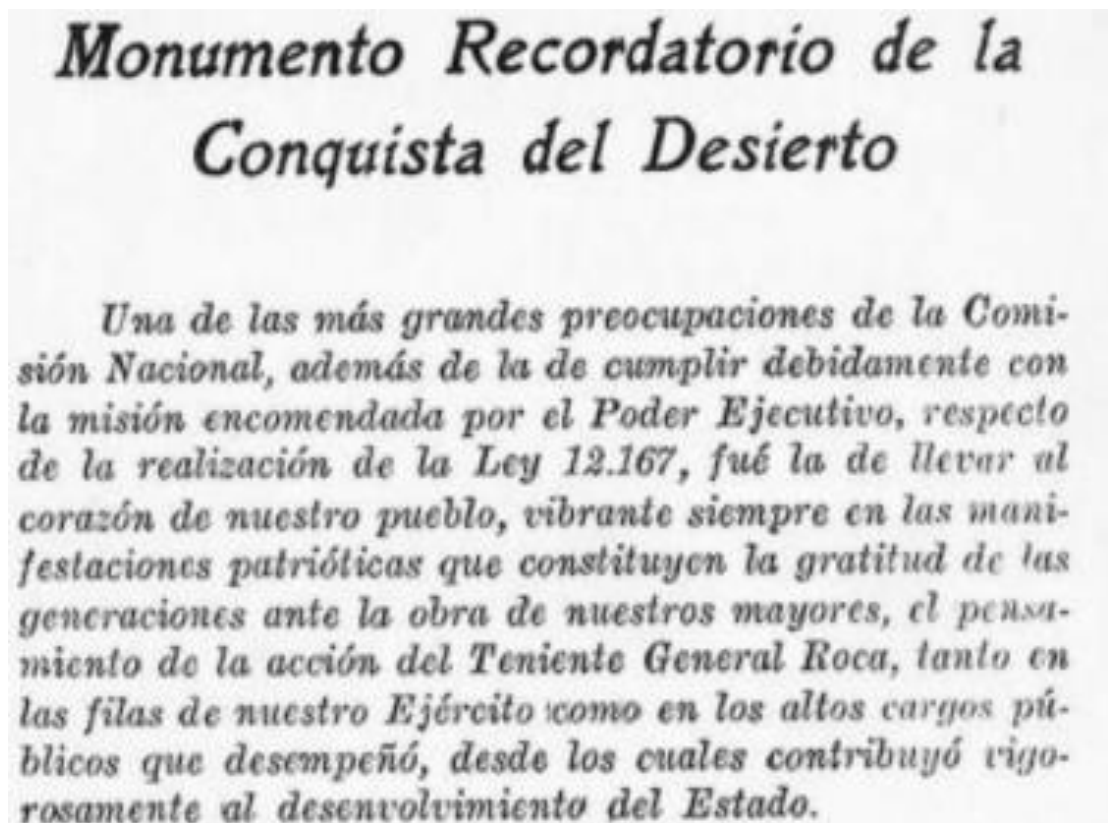 Monumento Recordatorio de la
Conquista del Desierto
Una de las más grandes preocupaciones de la Comi-
sión Nacional, además de la de cumplir debidamente con
la misión encomendada por el Poder Ejecutivo, respecto
de la realización de la Ley 12.167, fué la de llevar al
corazón de nuestro pueblo, vibrante siempre en las mani-
festaciones patrióticas que constituyen la gratitud de las
generaciones ante la obra de nuestros mayores, el pensa-
miento de la acción del Teniente General Roca, tanto en
las filas de nuestro Ejército como en los altos cargos pú-
blicos que desempeñó, desde los cuales contribuyó vigo-
rosamente al desenvolvimiento del Estado.